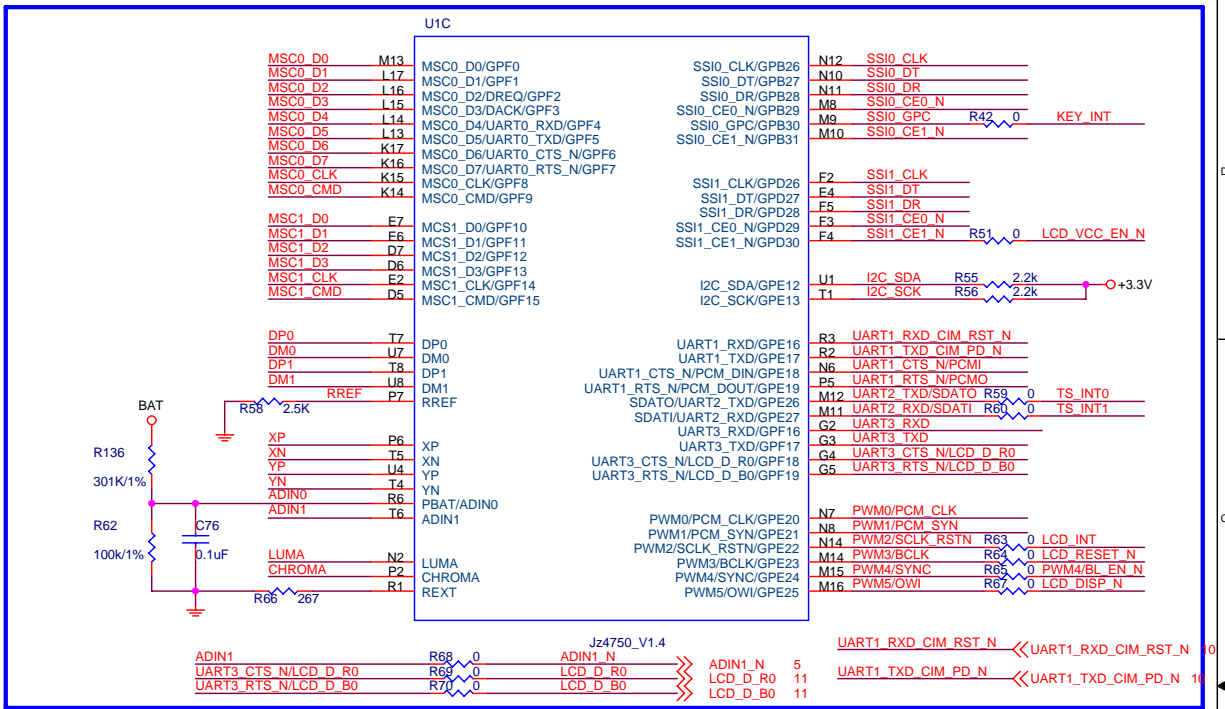 U1C
MSC0_D0 M13 MSC0_D0/GPF0
MSC0_D1 L17 MSC0_D1/GPF1
MSC0_D2 L16 MSC0_D2/DREQ/GPF2
MSC0_D3 L15 MSC0_D3/DACK/GPF3
MSC0_D4 L14 MSC0_D4/UART0_RXD/GPF4
MSC0_D5 L13 MSC0_D5/UART0_TXD/GPF5
MSC0_D6 K17 MSC0_D6/UART0_CTS_N/GPF6
MSC0_D7 K16 MSC0_D7/UART0_RTS_N/GPF7
MSC0_CLK K15 MSC0_CLK/GPF8
MSC0_CMD K14 MSC0_CMD/GPF9
MSC1_D0 E7 MCS1_D0/GPF10
MSC1_D1 E6 MCS1_D1/GPF11
MSC1_D2 D7 MCS1_D2/GPF12
MSC1_D3 D6 MCS1_D3/GPF13
MSC1_CLK E2 MSC1_CLK/GPF14
MSC1_CMD D5 MSC1_CMD/GPF15
DP0 T7 DP0
DM0 U7 DM0
DP1 T8 DP1
DM1 U8 DM1
R58 2.5K RREF P7 RREF
BAT
R136
301K/1%
R62
100k/1%
C76
0.1uF
XP P6 XP
XN T5 XN
YP U4 YP
YN T4 YN
ADIN0 R6 PBAT/ADIN0
ADIN1 T6 ADIN1
LUMA N2 LUMA
CHROMA P2 CHROMA
R66 267 R1 REXT
SSI0_CLK/GPB26 N12 SSI0_CLK
SSI0_DT/GPB27 N10 SSI0_DT
SSI0_DR/GPB28 N11 SSI0_DR
SSI0_CE0_N/GPB29 M8 SSI0_CE0_N
SSI0_GPC/GPB30 M9 SSI0_GPC R42 0 KEY_INT
SSI0_CE1_N/GPB31 M10 SSI0_CE1_N
SSI1_CLK/GPD26 F2 SSI1_CLK
SSI1_DT/GPD27 E4 SSI1_DT
SSI1_DR/GPD28 F5 SSI1_DR
SSI1_CE0_N/GPD29 F3 SSI1_CE0_N
SSI1_CE1_N/GPD30 F4 SSI1_CE1_N R51 0 LCD_VCC_EN_N
I2C_SDA/GPE12 U1 I2C_SDA R55 2.2k
I2C_SCK/GPE13 T1 I2C_SCK R56 2.2k
+3.3V
UART1_RXD/GPE16 R3 UART1_RXD_CIM_RST_N
UART1_TXD/GPE17 R2 UART1_TXD_CIM_PD_N
UART1_CTS_N/PCM_DIN/GPE18 N6 UART1_CTS_N/PCMI
UART1_RTS_N/PCM_DOUT/GPE19 P5 UART1_RTS_N/PCMO
SDATO/UART2_TXD/GPE26 M12 UART2_TXD/SDATO R59 0 TS_INT0
SDATI/UART2_RXD/GPE27 M11 UART2_RXD/SDATI R60 0 TS_INT1
UART3_RXD/GPF16 G2 UART3_RXD
UART3_TXD/GPF17 G3 UART3_TXD
UART3_CTS_N/LCD_D_R0/GPF18 G4 UART3_CTS_N/LCD_D_R0
UART3_RTS_N/LCD_D_B0/GPF19 G5 UART3_RTS_N/LCD_D_B0
PWM0/PCM_CLK/GPE20 N7 PWM0/PCM_CLK
PWM1/PCM_SYN/GPE21 N8 PWM1/PCM_SYN
PWM2/SCLK_RSTN/GPE22 N14 PWM2/SCLK_RSTN R63 0 LCD_INT
PWM3/BCLK/GPE23 M14 PWM3/BCLK R64 0 LCD_RESET_N
PWM4/SYNC/GPE24 M15 PWM4/SYNC R65 0 PWM4/BL_EN_N
PWM5/OWI/GPE25 M16 PWM5/OWI R67 0 LCD_DISP_N
Jz4750_V1.4
ADIN1 R68 0 ADIN1_N ADIN1_N 5
UART3_CTS_N/LCD_D_R0 R69 0 LCD_D_R0 LCD_D_R0 11
UART3_RTS_N/LCD_D_B0 R70 0 LCD_D_B0 LCD_D_B0 11
UART1_RXD_CIM_RST_N UART1_RXD_CIM_RST_N 10
UART1_TXD_CIM_PD_N UART1_TXD_CIM_PD_N 10